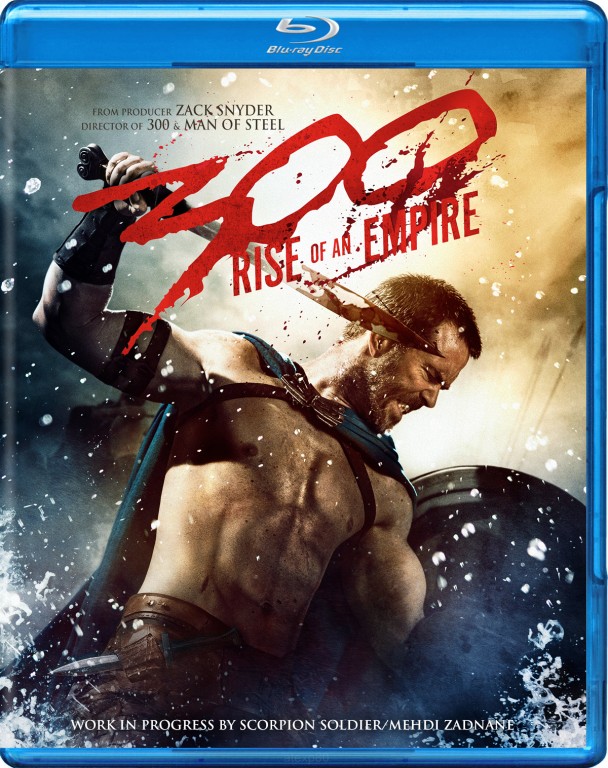 Blu-ray Disc
FROM PRODUCER ZACK SNYDER
DIRECTOR OF 300 & MAN OF STEEL
300
RISE OF AN EMPIRE
WORK IN PROGRESS BY SCORPION SOLDIER/MEHDI ZADNANE